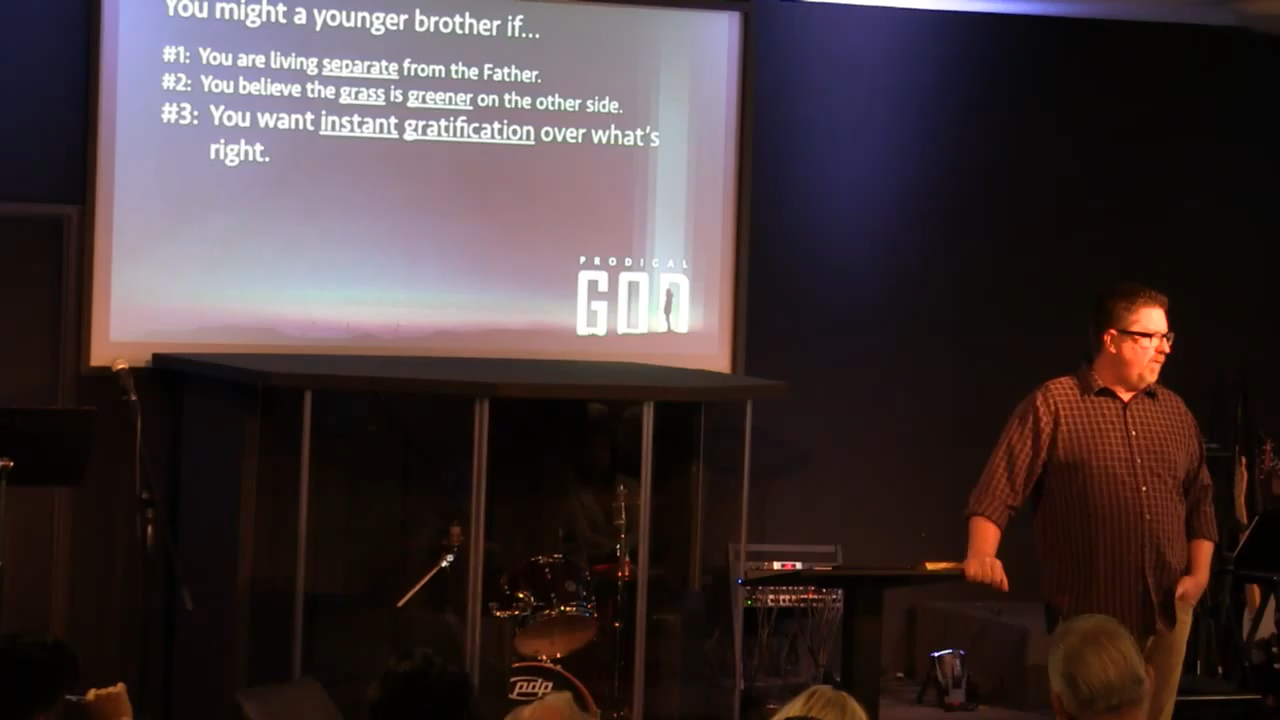 You might a younger brother if...
#1: You are living separate from the Father.
#2: You believe the grass is greener on the other side.
#3: You want instant gratification over what's
right.
PRODIGAL
GOD
pdp